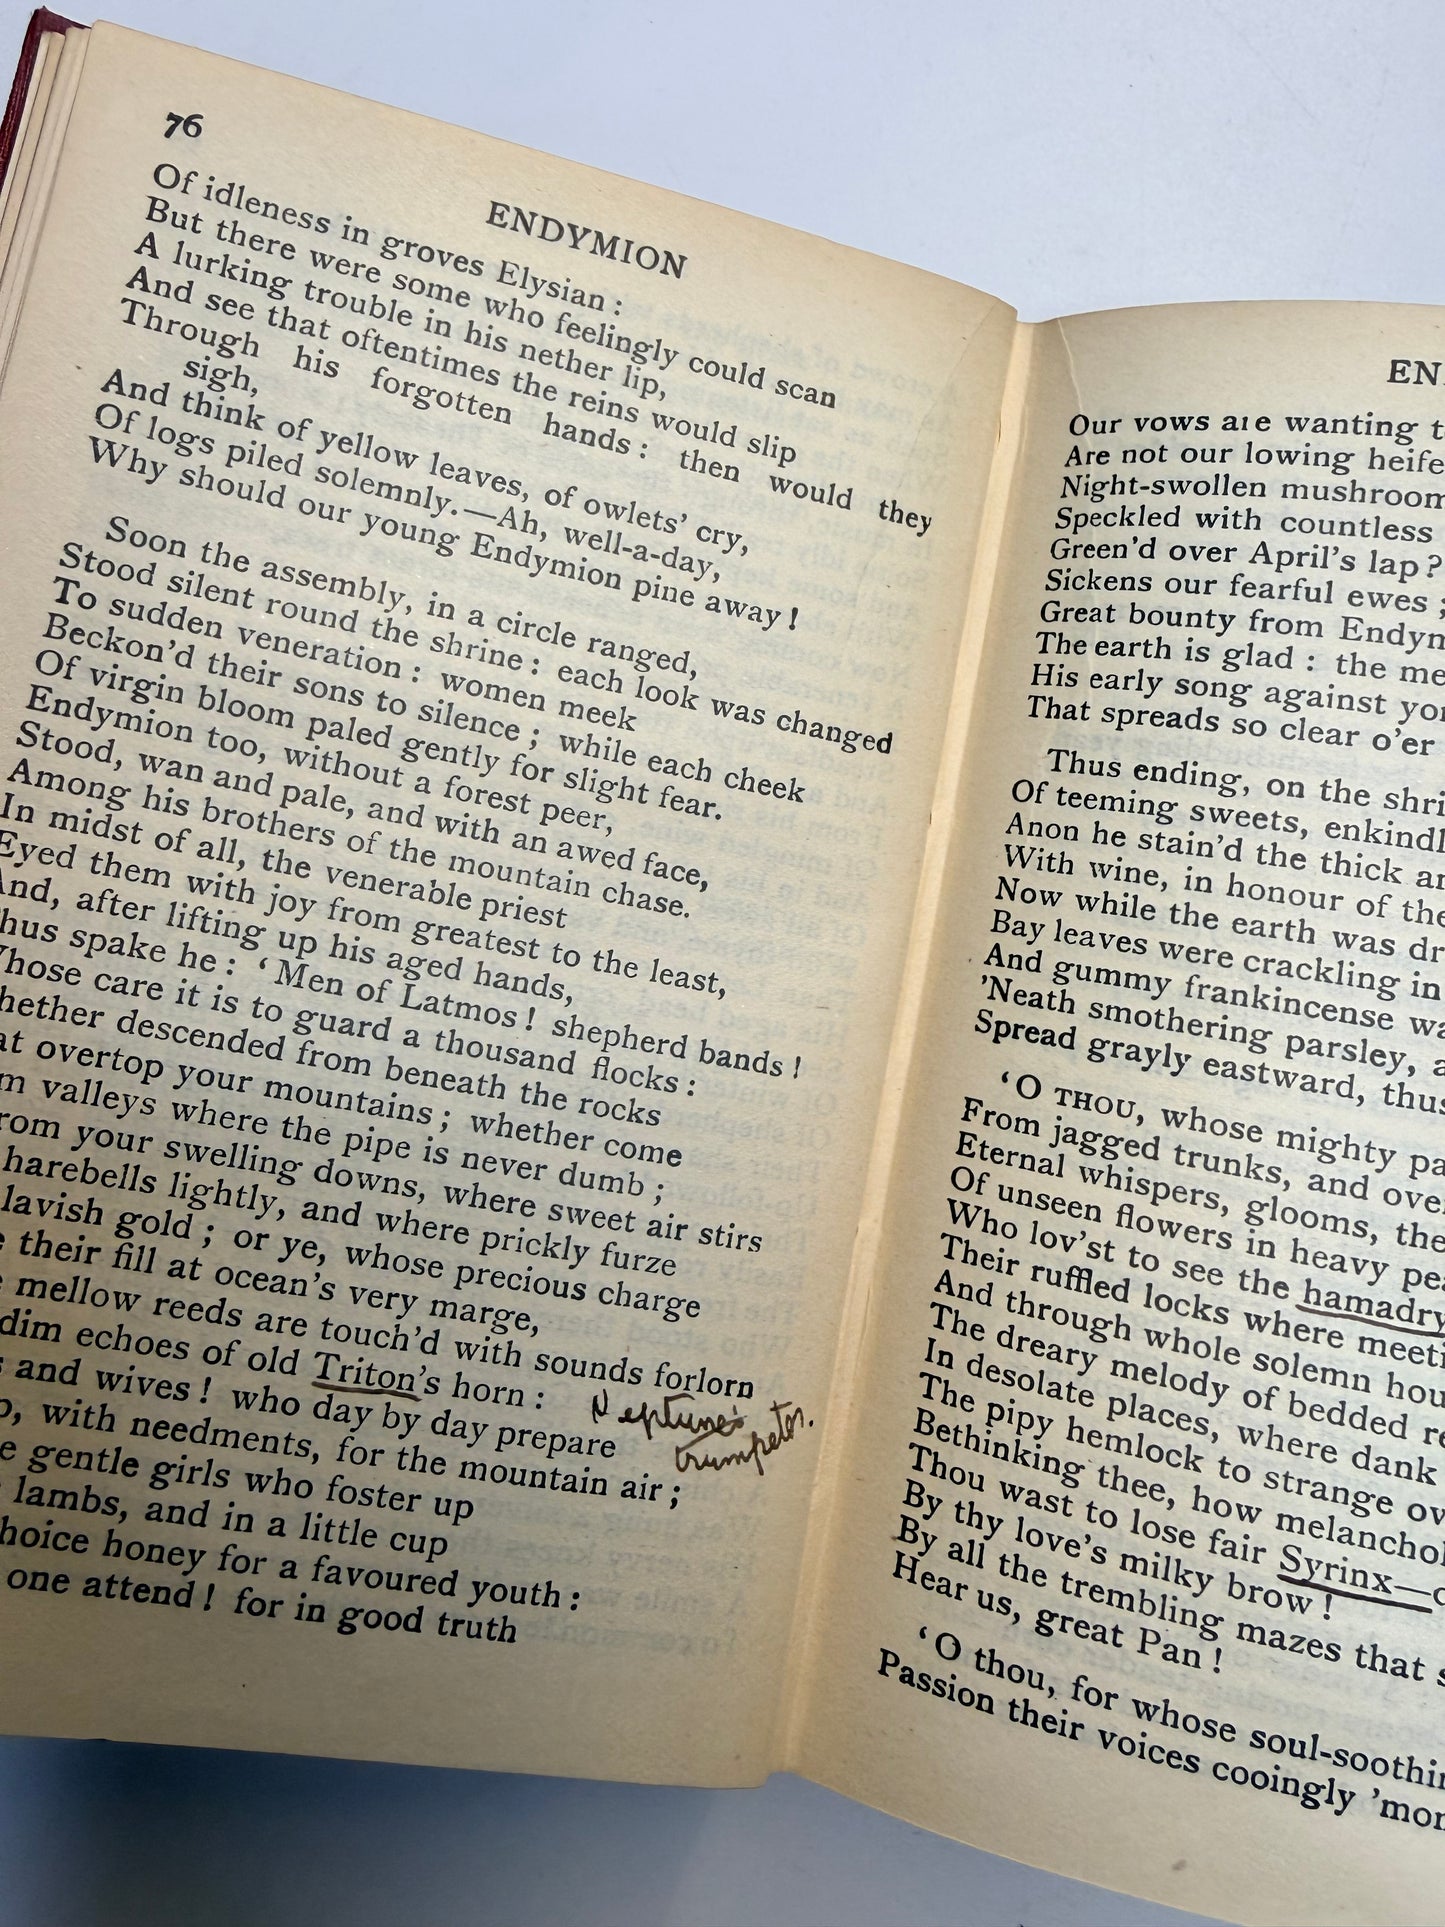 76
ENDYMION
Of idleness in groves Elysian :
But there were some who feelingly could scan
A lurking trouble in his nether lip,
And see that oftentimes the reins would slip
Through his forgotten hands : then would they
sigh,
And think of yellow leaves, of owlets' cry,
Of logs piled solemnly.—Ah, well-a-day,
Why should our young Endymion pine away !
Soon the assembly, in a circle ranged,
Stood silent round the shrine : each look was changed
To sudden veneration : women meek
Beckon'd their sons to silence ; while each cheek
Of virgin bloom paled gently for slight fear.
Endymion too, without a forest peer,
Stood, wan and pale, and with an awed face,
Among his brothers of the mountain chase.
In midst of all, the venerable priest
Eyed them with joy from greatest to the least,
And, after lifting up his aged hands,
hus spake he : ‘ Men of Latmos ! shepherd bands !
hose care it is to guard a thousand flocks :
hether descended from beneath the rocks
at overtop your mountains ; whether come
m valleys where the pipe is never dumb ;
rom your swelling downs, where sweet air stirs
harebells lightly, and where prickly furze
lavish gold ; or ye, whose precious charge
their fill at ocean's very marge,
mellow reeds are touch'd with sounds forlorn
dim echoes of old Triton's horn :
s and wives ! who day by day prepare
Neptune's
trumpeter.
p, with needments, for the mountain air ;
e gentle girls who foster up
lambs, and in a little cup
hoice honey for a favoured youth :
one attend ! for in good truth
EN
Our vows are wanting t
Are not our lowing heife
Night-swollen mushroom
Speckled with countless
Green'd over April's lap ?
Sickens our fearful ewes ;
Great bounty from Endym
The earth is glad : the me
His early song against yo
That spreads so clear o'er
Thus ending, on the shri
Of teeming sweets, enkindl
Anon he stain'd the thick an
With wine, in honour of the
Now while the earth was dr
Bay leaves were crackling in
And gummy frankincense wa
'Neath smothering parsley, a
Spread grayly eastward, thus
‘ O THOU, whose mighty pa
From jagged trunks, and over
Eternal whispers, glooms, the
Of unseen flowers in heavy pea
Who lov'st to see the hamadry
Their ruffled locks where meeti
And through whole solemn hou
The dreary melody of bedded re
In desolate places, where dank
The pipy hemlock to strange ov
Bethinking thee, how melanchol
Thou wast to lose fair Syrinx—
By thy love's milky brow !
By all the trembling mazes that s
Hear us, great Pan !
‘ O thou, for whose soul-soothin
Passion their voices cooingly 'mon